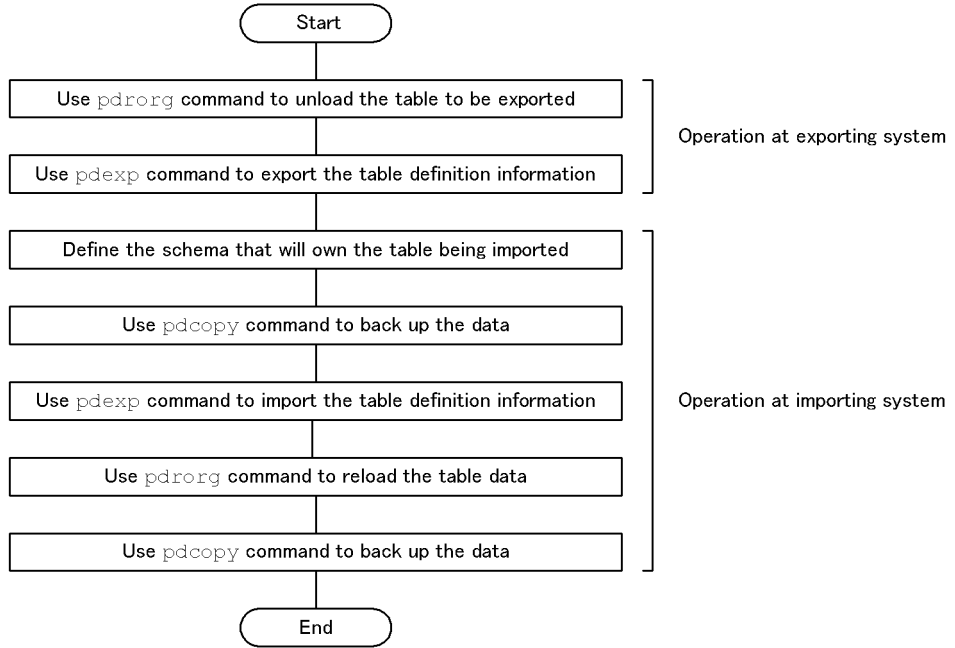 Start
Use pdrorg command to unload the table to be exported
Operation at exporting system
Use pdexp command to export the table definition information
Define the schema that will own the table being imported
Use pdcopy command to back up the data
Use pdexp command to import the table definition information
Operation at importing system
Use pdrorg command to reload the table data
Use pdcopy command to back up the data
End